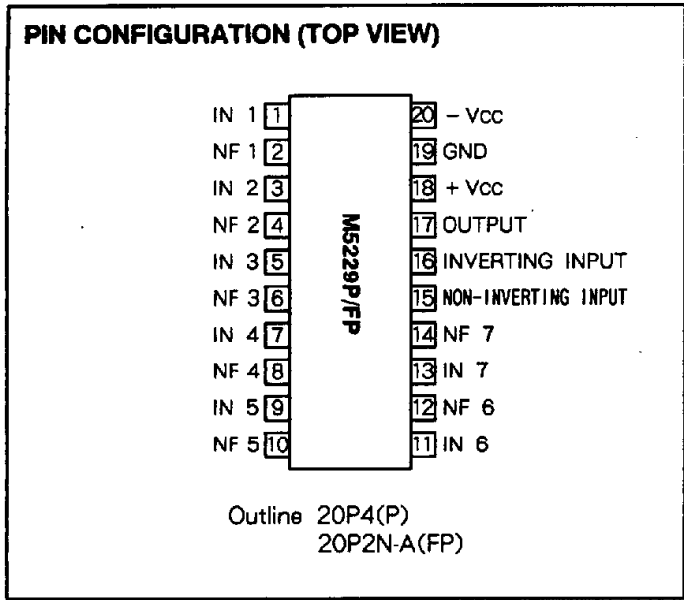 PIN CONFIGURATION (TOP VIEW)
IN 1 1
NF 1 2
IN 2 3
NF 2 4
IN 3 5
NF 3 6
IN 4 7
NF 4 8
IN 5 9
NF 5 10
M5229P/FP
20 - Vcc
19 GND
18 + Vcc
17 OUTPUT
16 INVERTING INPUT
15 NON-INVERTING INPUT
14 NF 7
13 IN 7
12 NF 6
11 IN 6
Outline 20P4(P)
20P2N-A(FP)